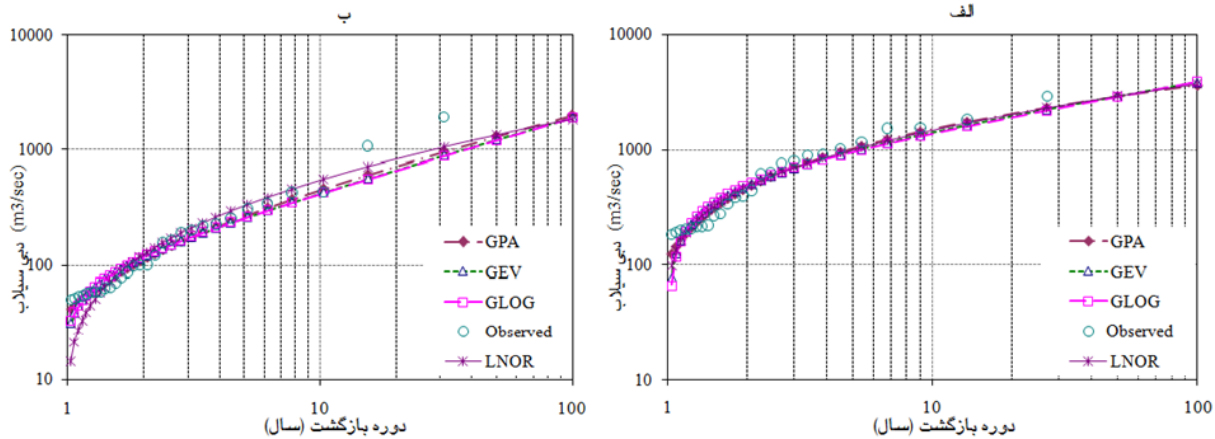 ب
10000
1000
100
10
1
10
100
دبی سیلاب (m3/sec)
دوره بازگشت (سال)
GPA
GEV
GLOG
Observed
LNOR
الف
10000
1000
100
10
1
10
100
دبی سیلاب (m3/sec)
دوره بازگشت (سال)
GPA
GEV
GLOG
Observed
LNOR